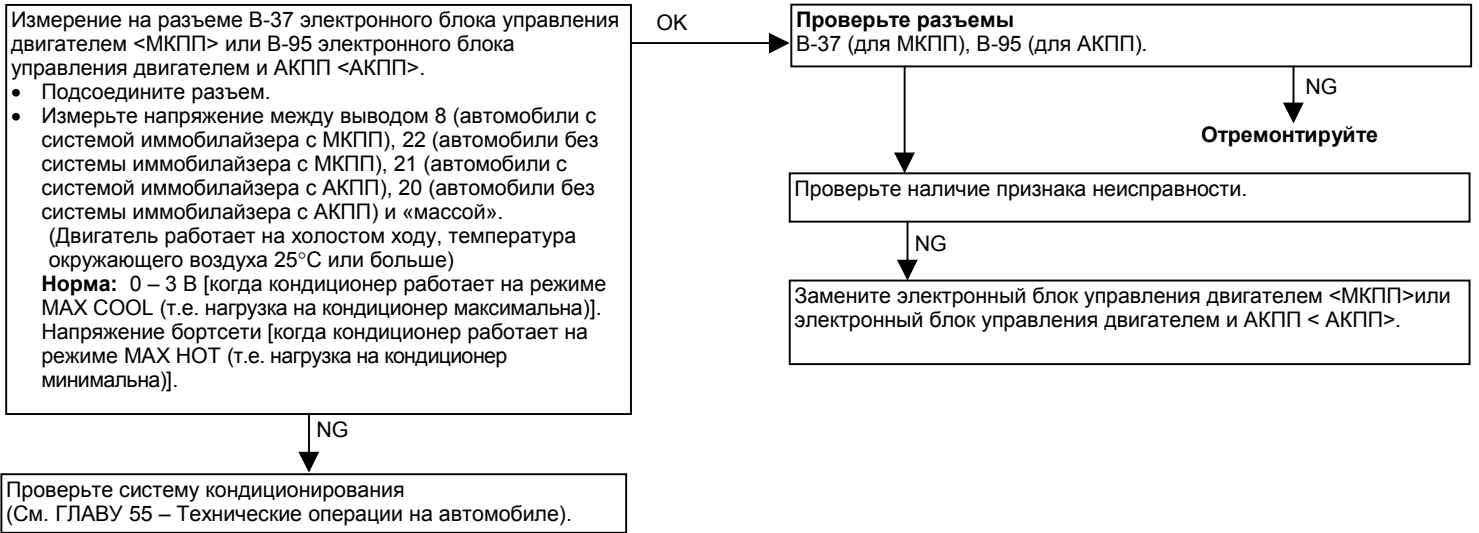 Измерение на разъеме B-37 электронного блока управления
двигателем <МКПП> или B-95 электронного блока
управления двигателем и АКПП <АКПП>.
• Подсоедините разъем.
• Измерьте напряжение между выводом 8 (автомобили с
системой иммобилайзера с МКПП), 22 (автомобили без
системы иммобилайзера с МКПП), 21 (автомобили с
системой иммобилайзера с АКПП), 20 (автомобили без
системы иммобилайзера с АКПП) и «массой».
(Двигатель работает на холостом ходу, температура
окружающего воздуха 25°С или больше)
Норма: 0 – 3 В [когда кондиционер работает на режиме
MAX COOL (т.е. нагрузка на кондиционер максимальна)].
Напряжение бортсети [когда кондиционер работает на
режиме MAX HOT (т.е. нагрузка на кондиционер
минимальна)].
OK
Проверьте разъемы
B-37 (для МКПП), B-95 (для АКПП).
NG
Отремонтируйте
Проверьте наличие признака неисправности.
NG
Замените электронный блок управления двигателем <МКПП>или
электронный блок управления двигателем и АКПП < АКПП>.
NG
Проверьте систему кондиционирования
(См. ГЛАВУ 55 – Технические операции на автомобиле).